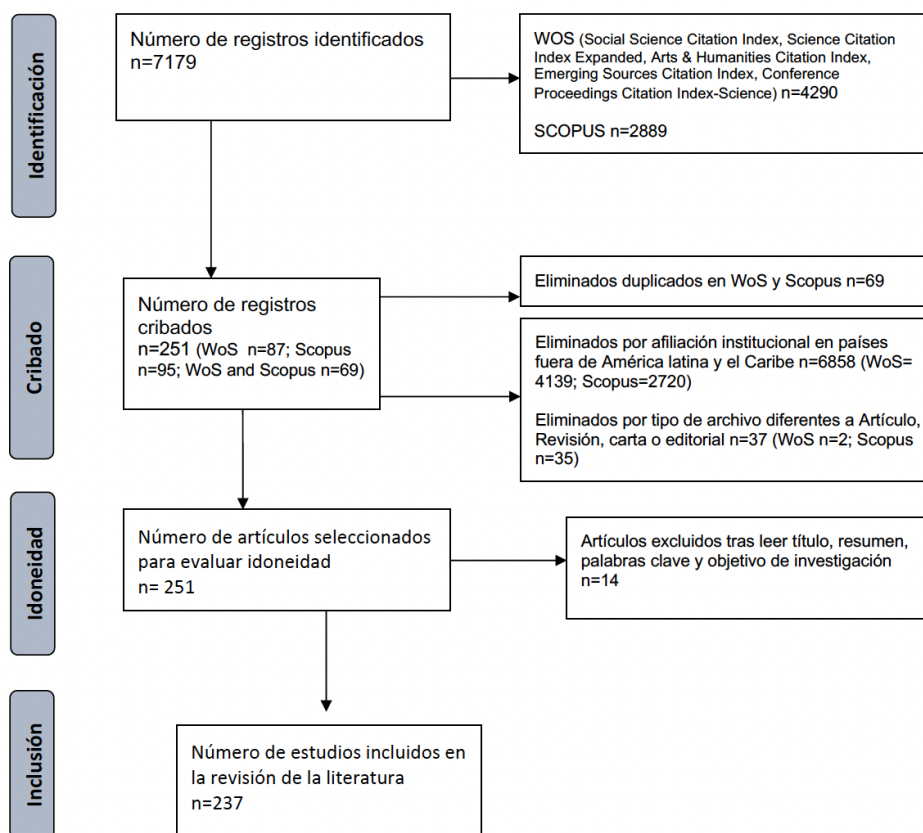 Identificación
Número de registros identificados
n=7179
WOS (Social Science Citation Index, Science Citation
Index Expanded, Arts & Humanities Citation Index,
Emerging Sources Citation Index, Conference
Proceedings Citation Index-Science) n=4290
SCOPUS n=2889
Cribado
Número de registros
cribados
n=251 (WoS n=87; Scopus
n=95; WoS and Scopus n=69)
Eliminados duplicados en WoS y Scopus n=69
Eliminados por afiliación institucional en países
fuera de América latina y el Caribe n=6858 (WoS=
4139; Scopus=2720)
Eliminados por tipo de archivo diferentes a Artículo,
Revisión, carta o editorial n=37 (WoS n=2; Scopus
n=35)
Idoneidad
Número de artículos seleccionados
para evaluar idoneidad
n= 251
Artículos excluidos tras leer título, resumen,
palabras clave y objetivo de investigación
n=14
Inclusión
Número de estudios incluidos en
la revisión de la literatura
n=237